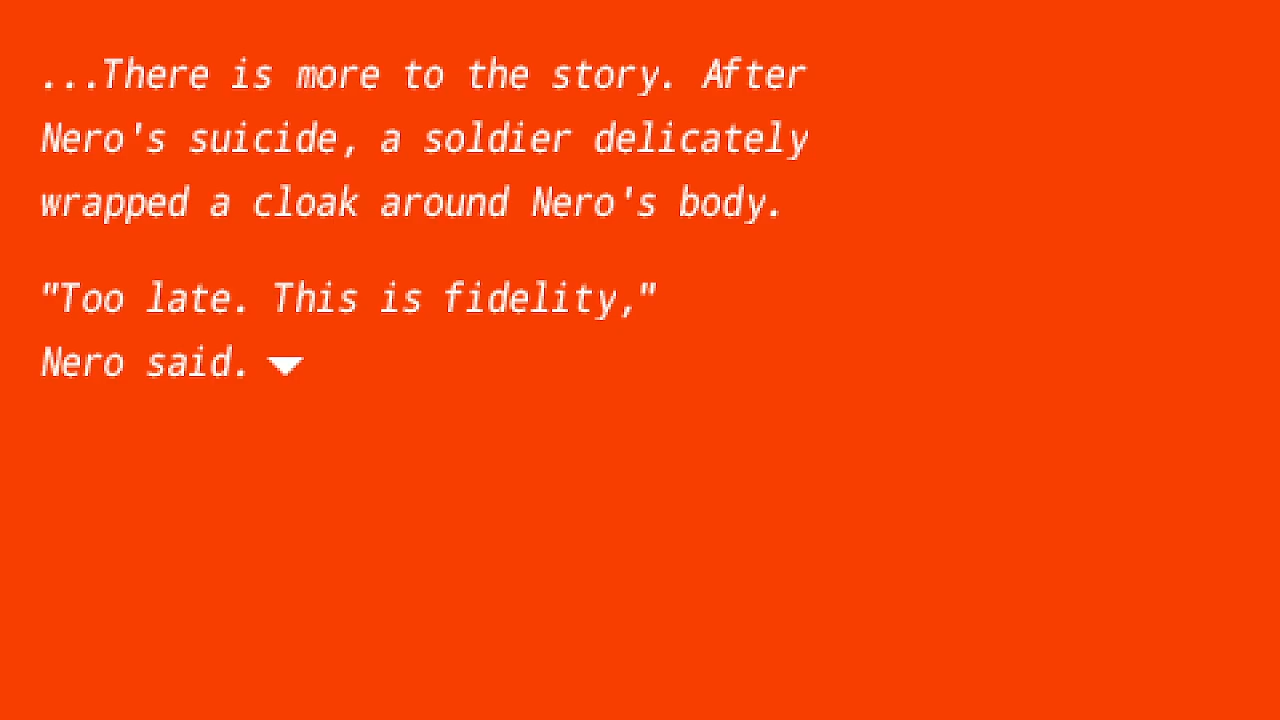 ...There is more to the story. After
Nero's suicide, a soldier delicately
wrapped a cloak around Nero's body.
"Too late. This is fidelity,"
Nero said.